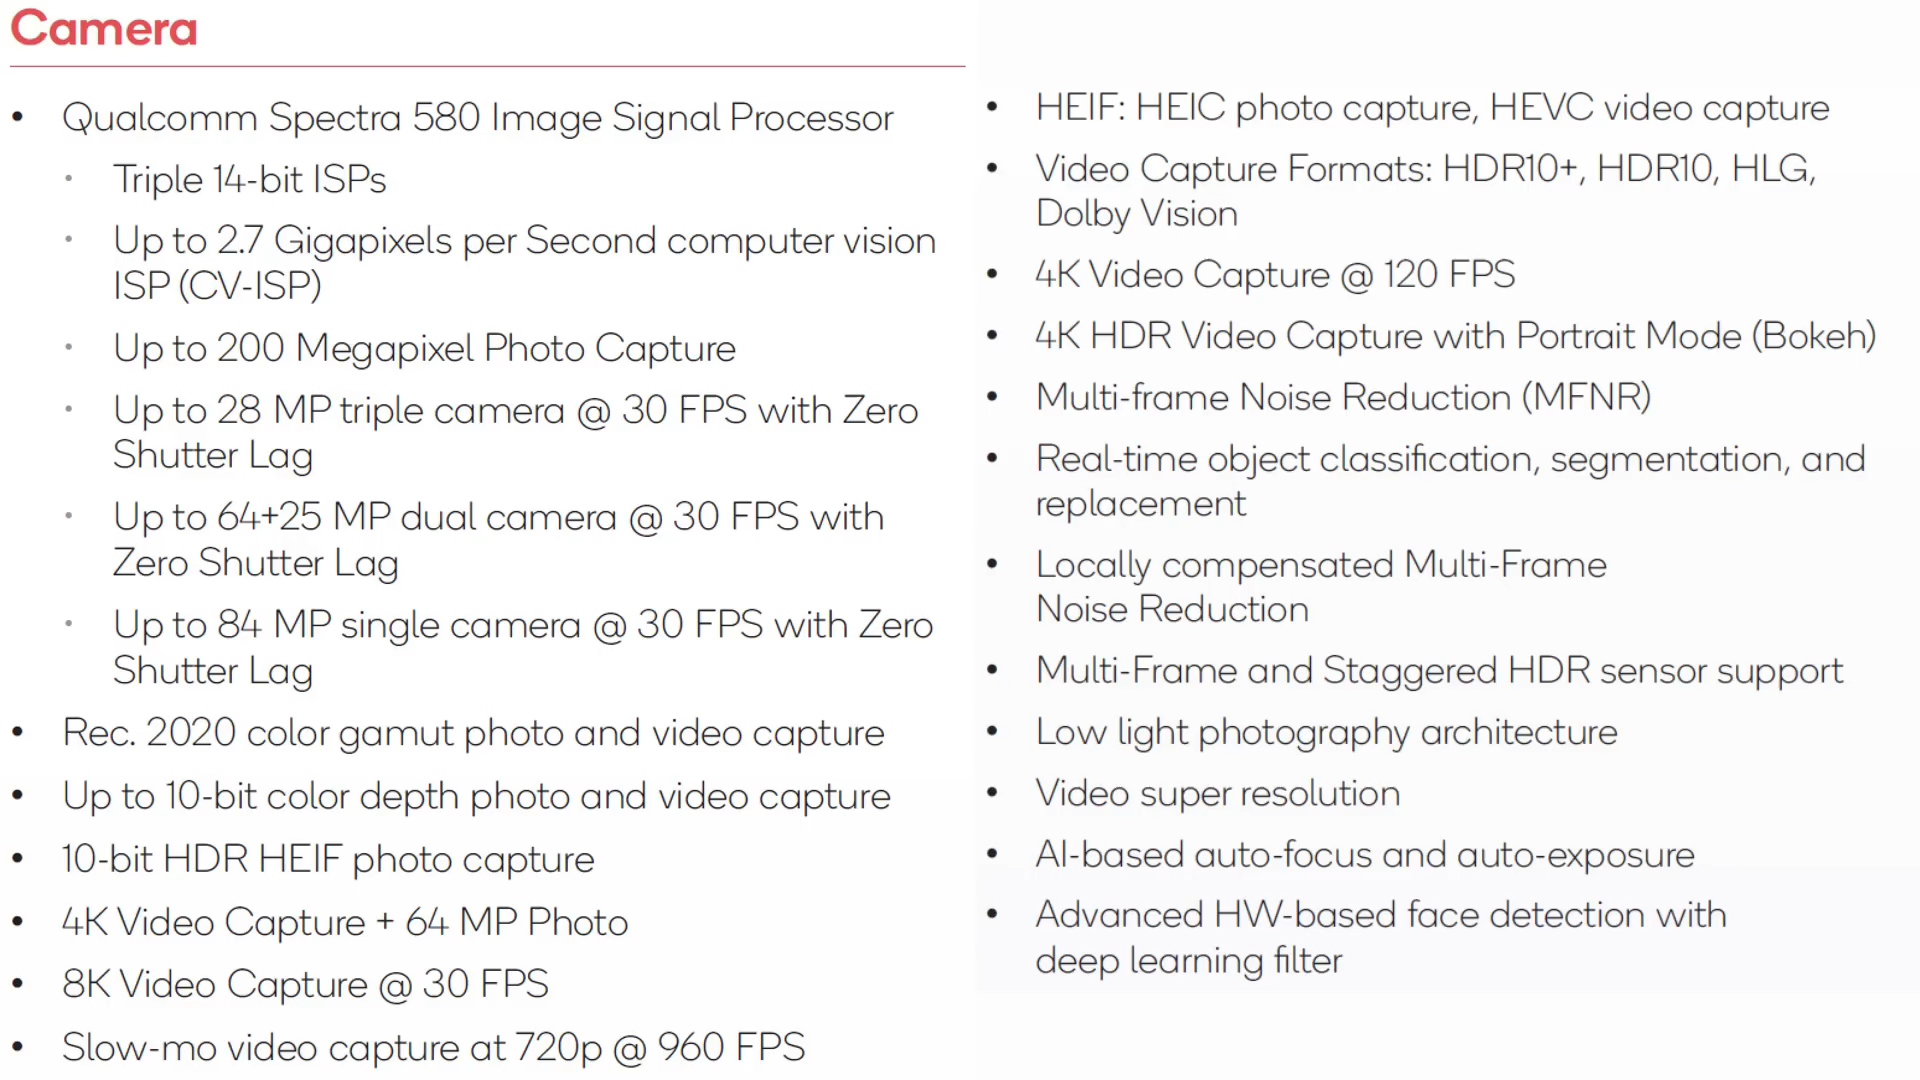 Camera
• Qualcomm Spectra 580 Image Signal Processor
• Triple 14-bit ISPs
• Up to 2.7 Gigapixels per Second computer vision
ISP (CV-ISP)
• Up to 200 Megapixel Photo Capture
• Up to 28 MP triple camera @ 30 FPS with Zero
Shutter Lag
• Up to 64+25 MP dual camera @ 30 FPS with
Zero Shutter Lag
• Up to 84 MP single camera @ 30 FPS with Zero
Shutter Lag
• Rec. 2020 color gamut photo and video capture
• Up to 10-bit color depth photo and video capture
• 10-bit HDR HEIF photo capture
• 4K Video Capture + 64 MP Photo
• 8K Video Capture @ 30 FPS
• Slow-mo video capture at 720p @ 960 FPS
• HEIF: HEIC photo capture, HEVC video capture
• Video Capture Formats: HDR10+, HDR10, HLG,
Dolby Vision
• 4K Video Capture @ 120 FPS
• 4K HDR Video Capture with Portrait Mode (Bokeh)
• Multi-frame Noise Reduction (MFNR)
• Real-time object classification, segmentation, and
replacement
• Locally compensated Multi-Frame
Noise Reduction
• Multi-Frame and Staggered HDR sensor support
• Low light photography architecture
• Video super resolution
• AI-based auto-focus and auto-exposure
• Advanced HW-based face detection with
deep learning filter